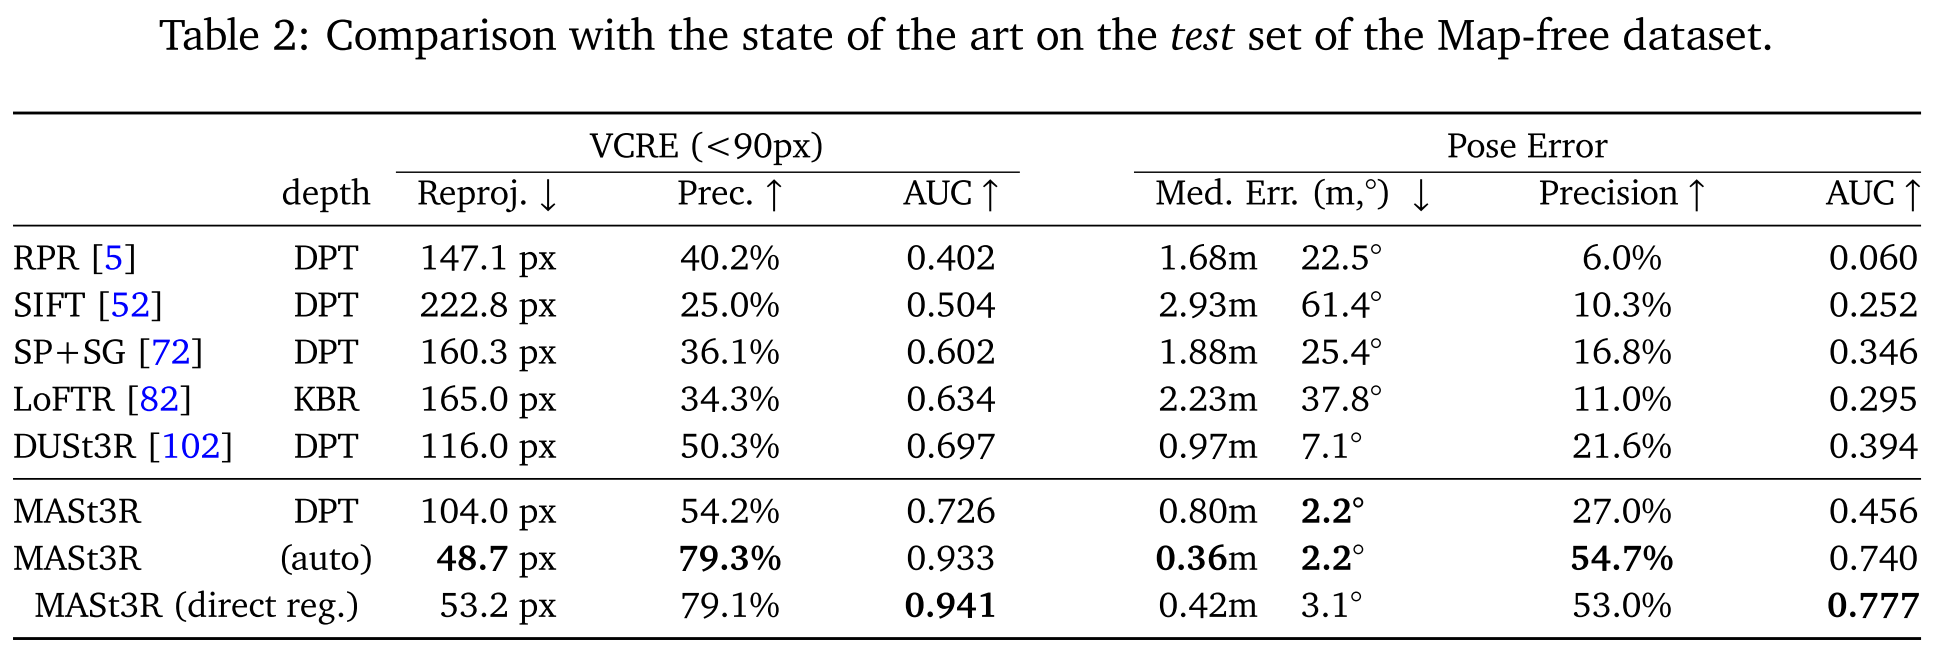 Table 2: Comparison with the state of the art on the test set of the Map-free dataset.
VCRE (<90px) Pose Error
depth Reproj. ↓ Prec. ↑ AUC ↑ Med. Err. (m,°) ↓ Precision ↑ AUC ↑
RPR [5] DPT 147.1 px 40.2% 0.402 1.68m 22.5° 6.0% 0.060
SIFT [52] DPT 222.8 px 25.0% 0.504 2.93m 61.4° 10.3% 0.252
SP+SG [72] DPT 160.3 px 36.1% 0.602 1.88m 25.4° 16.8% 0.346
LoFTR [82] KBR 165.0 px 34.3% 0.634 2.23m 37.8° 11.0% 0.295
DUSt3R [102] DPT 116.0 px 50.3% 0.697 0.97m 7.1° 21.6% 0.394
MASt3R DPT 104.0 px 54.2% 0.726 0.80m 2.2° 27.0% 0.456
MASt3R (auto) 48.7 px 79.3% 0.933 0.36m 2.2° 54.7% 0.740
MASt3R (direct reg.) 53.2 px 79.1% 0.941 0.42m 3.1° 53.0% 0.777